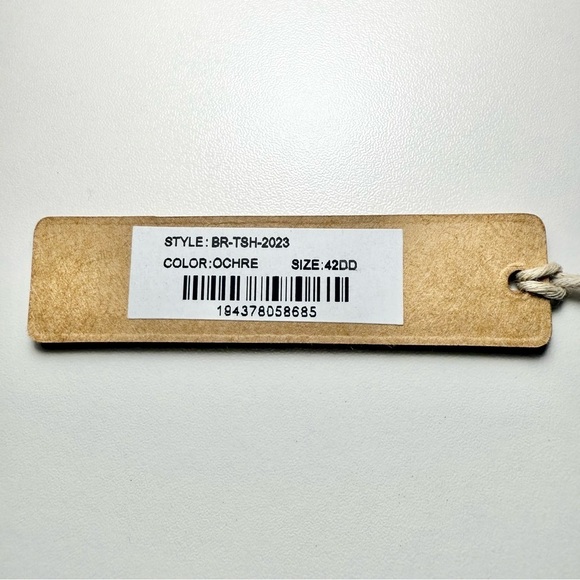 STYLE: BR-TSH-2023
COLOR:OCHRE SIZE:42DD
194378058685